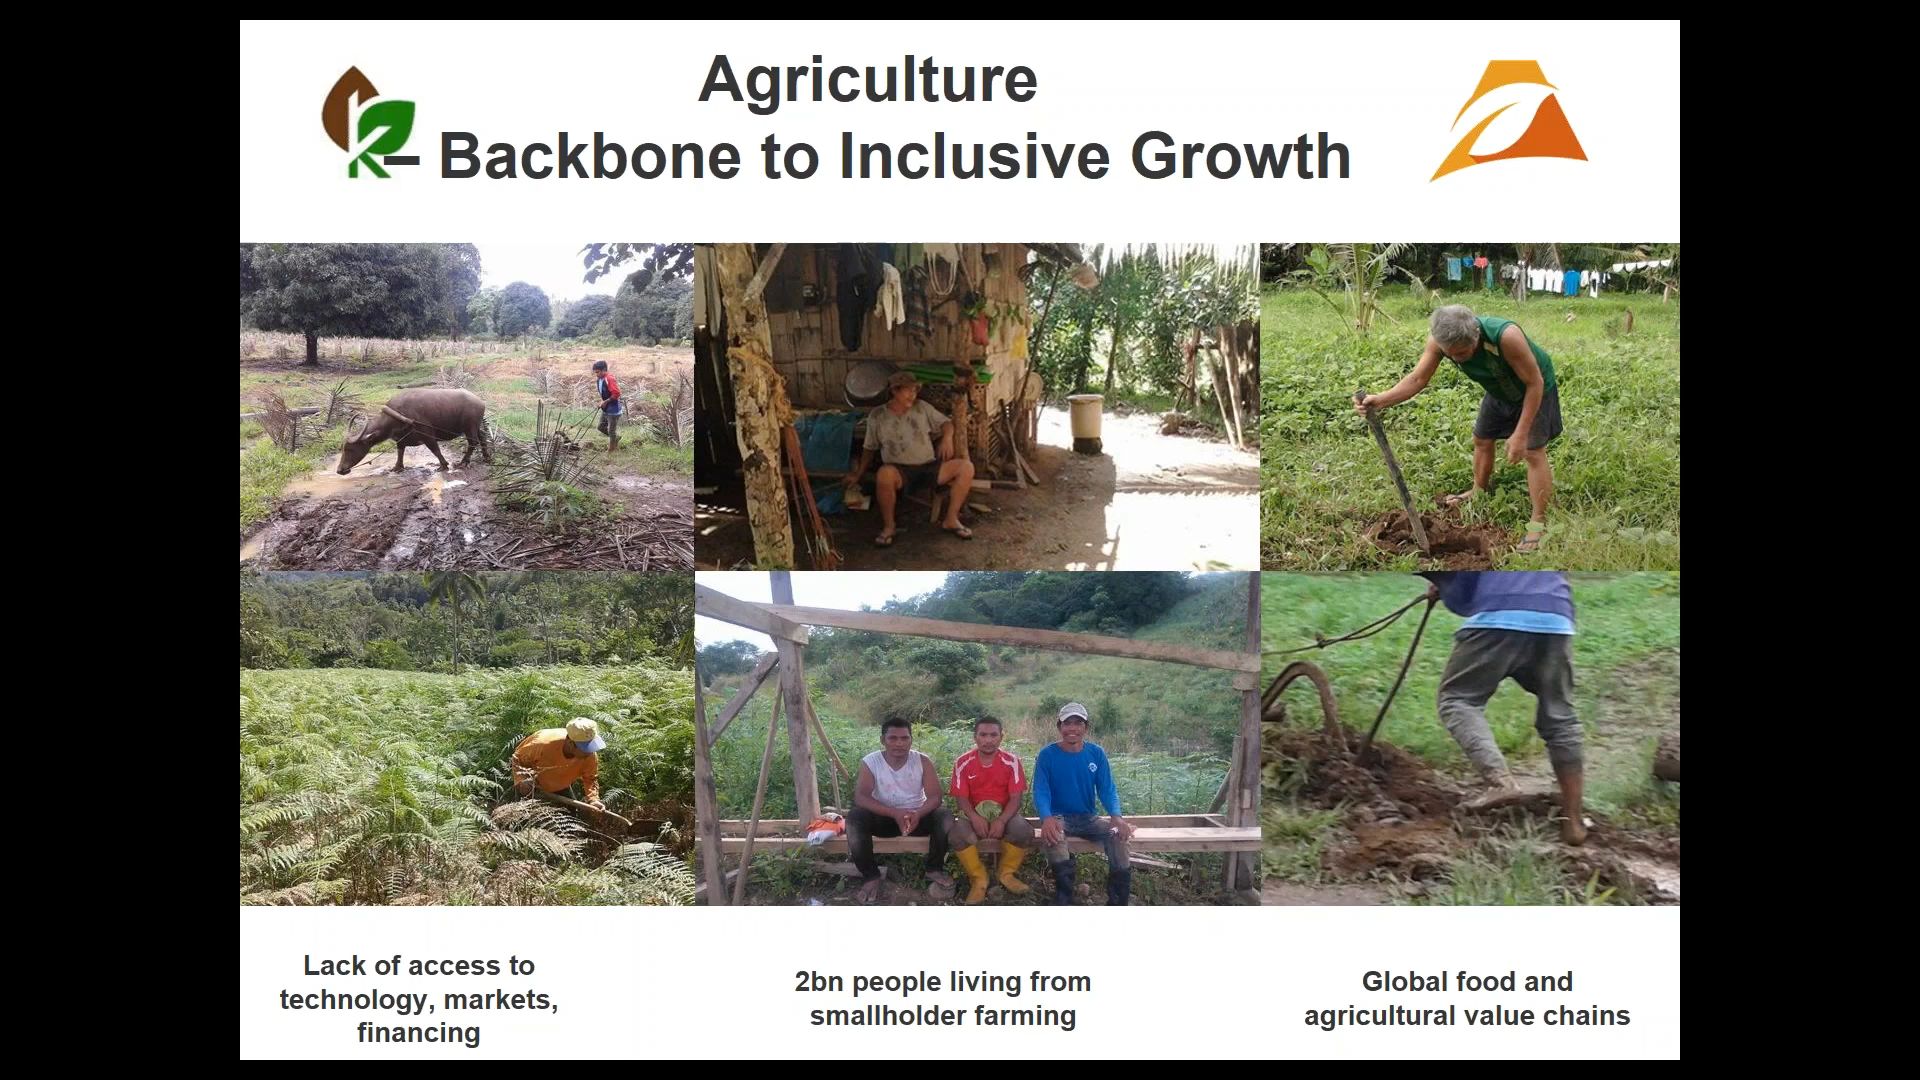 Agriculture
– Backbone to Inclusive Growth
Lack of access to
technology, markets,
financing
2bn people living from
smallholder farming
Global food and
agricultural value chains